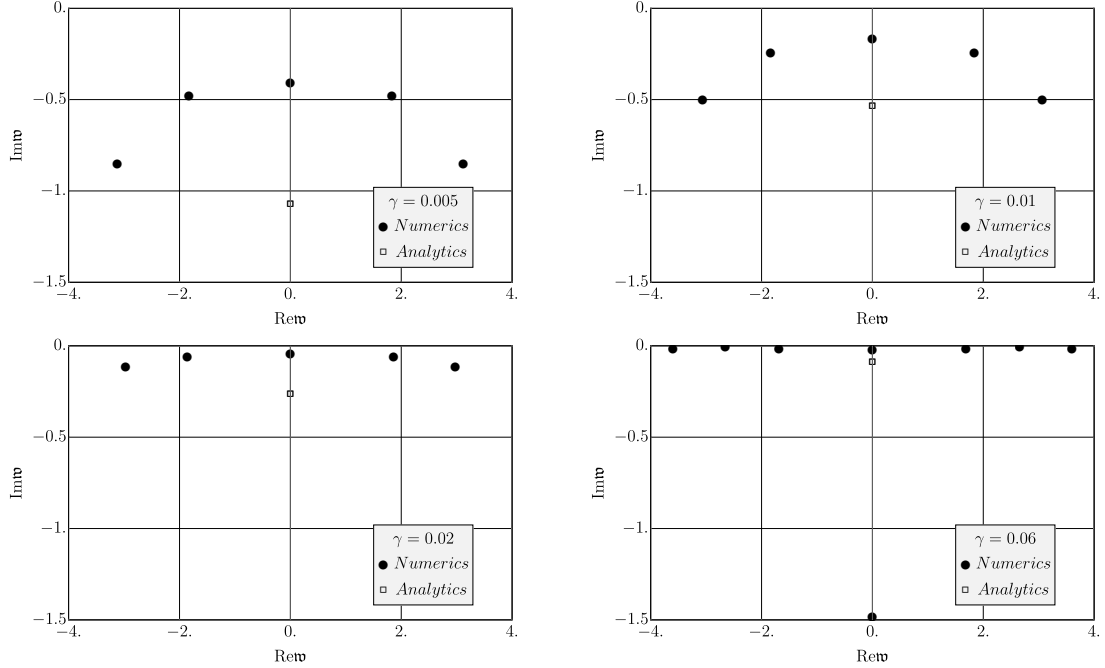 0.
−0.5
−1.
−1.5
Im𝔴
−4.
−2.
0.
2.
4.
Re𝔴
γ = 0.005
Numerics
Analytics
0.
−0.5
−1.
−1.5
Im𝔴
−4.
−2.
0.
2.
4.
Re𝔴
γ = 0.01
Numerics
Analytics
0.
−0.5
−1.
−1.5
Im𝔴
−4.
−2.
0.
2.
4.
Re𝔴
γ = 0.02
Numerics
Analytics
0.
−0.5
−1.
−1.5
Im𝔴
−4.
−2.
0.
2.
4.
Re𝔴
γ = 0.06
Numerics
Analytics